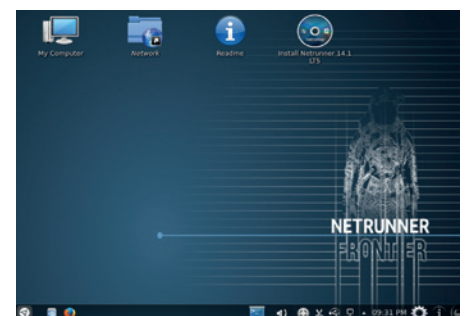 My Computer
Network
Readme
Install Netrunner 14.1
LTS
NETRUNNER
FRONTIER
09:31 PM